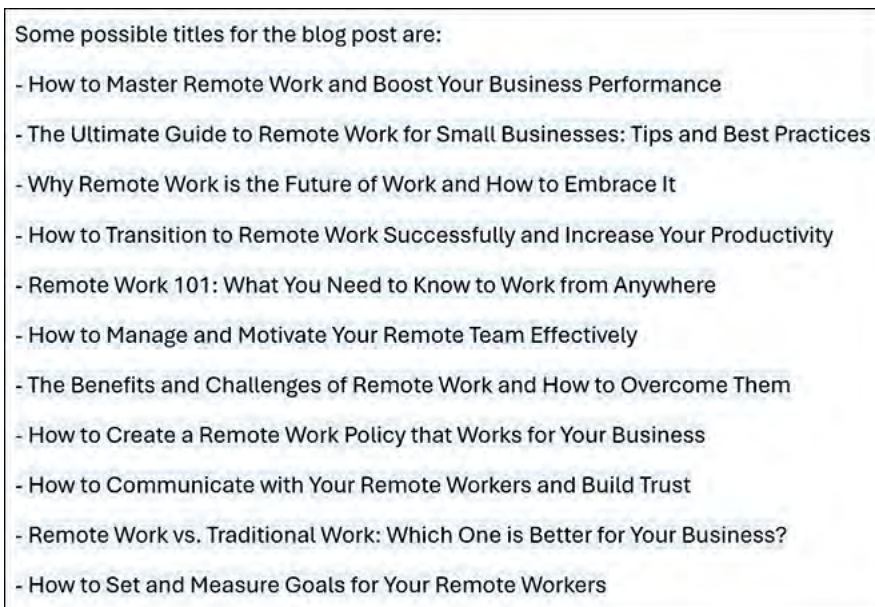 Some possible titles for the blog post are:
- How to Master Remote Work and Boost Your Business Performance
- The Ultimate Guide to Remote Work for Small Businesses: Tips and Best Practices
- Why Remote Work is the Future of Work and How to Embrace It
- How to Transition to Remote Work Successfully and Increase Your Productivity
- Remote Work 101: What You Need to Know to Work from Anywhere
- How to Manage and Motivate Your Remote Team Effectively
- The Benefits and Challenges of Remote Work and How to Overcome Them
- How to Create a Remote Work Policy that Works for Your Business
- How to Communicate with Your Remote Workers and Build Trust
- Remote Work vs. Traditional Work: Which One is Better for Your Business?
- How to Set and Measure Goals for Your Remote Workers